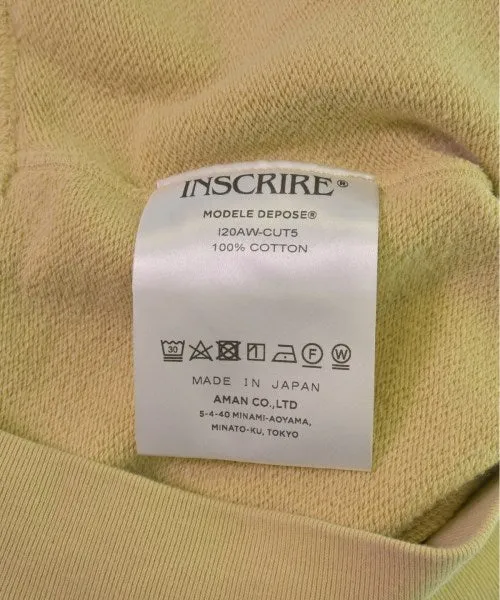 INSCRIRE®
MODELE DEPOSE®
I20AW-CUT5
100% COTTON
30 F W
MADE IN JAPAN
AMAN CO.,LTD
5-4-40 MINAMI-AOYAMA,
MINATO-KU, TOKYO